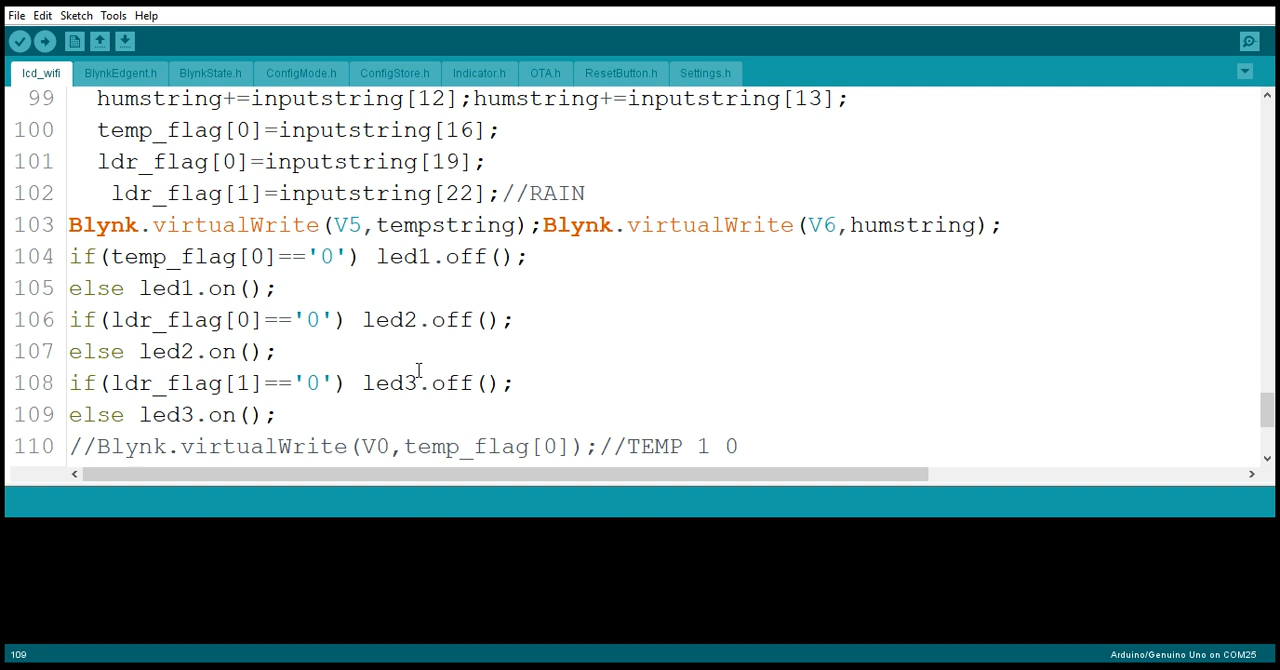 File Edit Sketch Tools Help
lcd_wifi BlynkEdgent.h BlynkState.h ConfigMode.h ConfigStore.h Indicator.h OTA.h ResetButton.h Settings.h
99 humstring+=inputstring[12];humstring+=inputstring[13];
100 temp_flag[0]=inputstring[16];
101 ldr_flag[0]=inputstring[19];
102 ldr_flag[1]=inputstring[22];//RAIN
103 Blynk.virtualWrite(V5,tempstring);Blynk.virtualWrite(V6,humstring);
104 if(temp_flag[0]=='0') led1.off();
105 else led1.on();
106 if(ldr_flag[0]=='0') led2.off();
107 else led2.on();
108 if(ldr_flag[1]=='0') led3.off();
109 else led3.on();
110 //Blynk.virtualWrite(V0,temp_flag[0]);//TEMP 1 0
109 Arduino/Genuino Uno on COM25